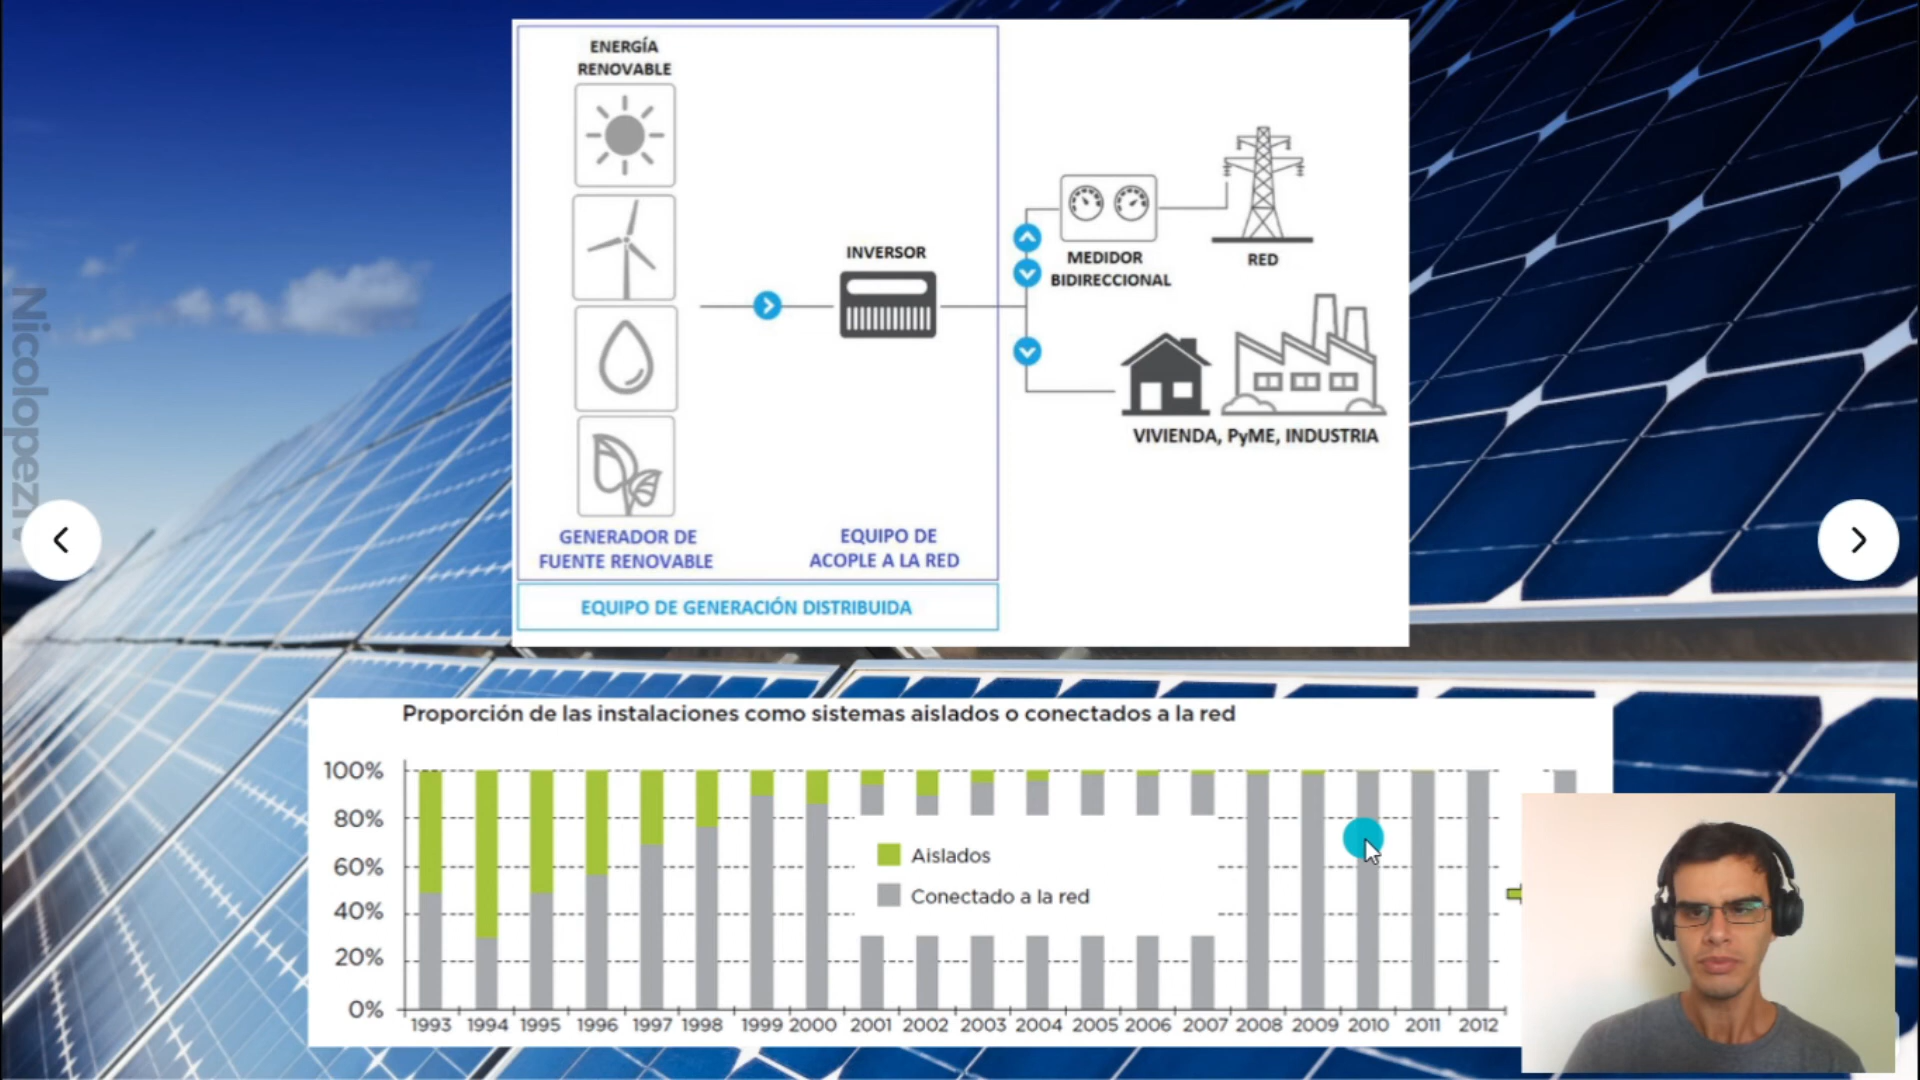 ENERGÍA
RENOVABLE
INVERSOR
MEDIDOR
BIDIRECCIONAL
RED
VIVIENDA, PyME, INDUSTRIA
GENERADOR DE
FUENTE RENOVABLE
EQUIPO DE
ACOPLE A LA RED
EQUIPO DE GENERACIÓN DISTRIBUIDA
Proporción de las instalaciones como sistemas aislados o conectados a la red
100%
80%
60%
40%
20%
0%
Aislados
Conectado a la red
1993 1994 1995 1996 1997 1998 1999 2000 2001 2002 2003 2004 2005 2006 2007 2008 2009 2010 2011 2012